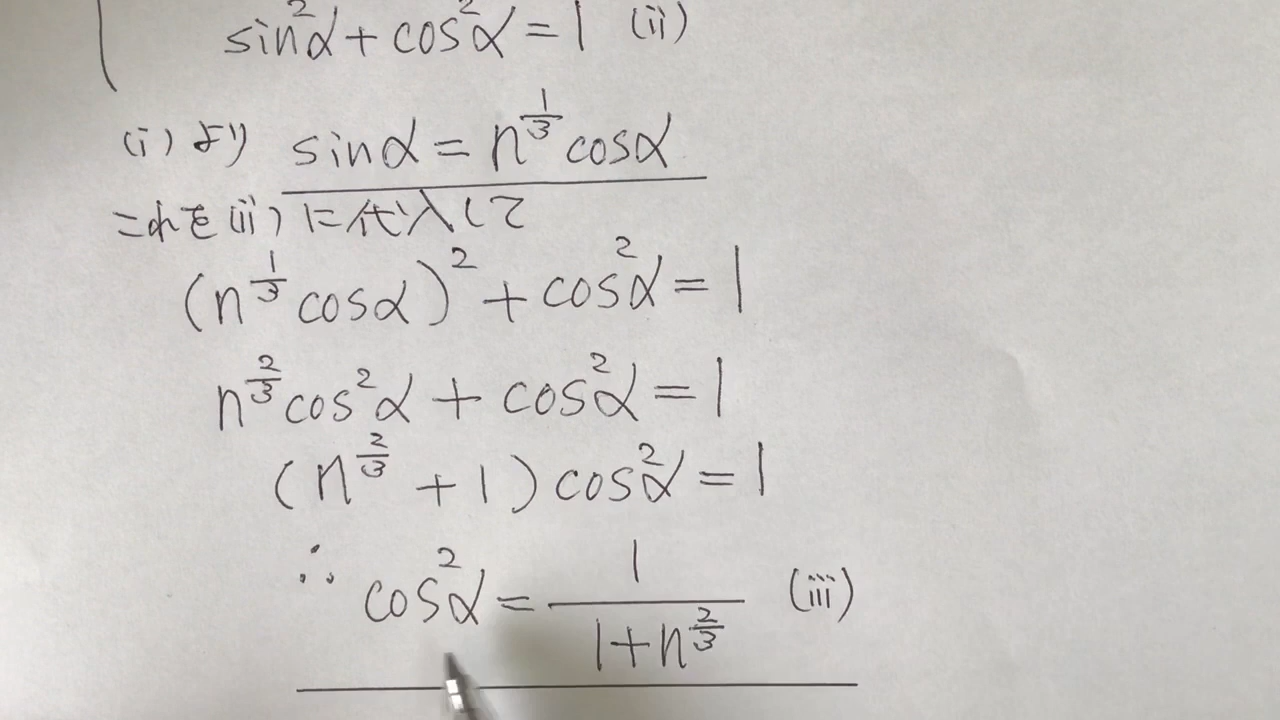 sin²α + cos²α = 1 (ii)
(i) より sinα = n^{1/3} cosα
これを(ii)に代入して
(n^{1/3} cosα)² + cos²α = 1
n^{2/3} cos²α + cos²α = 1
(n^{2/3} + 1) cos²α = 1
∴ cos²α = 1/(1+n^{2/3}) (iii)